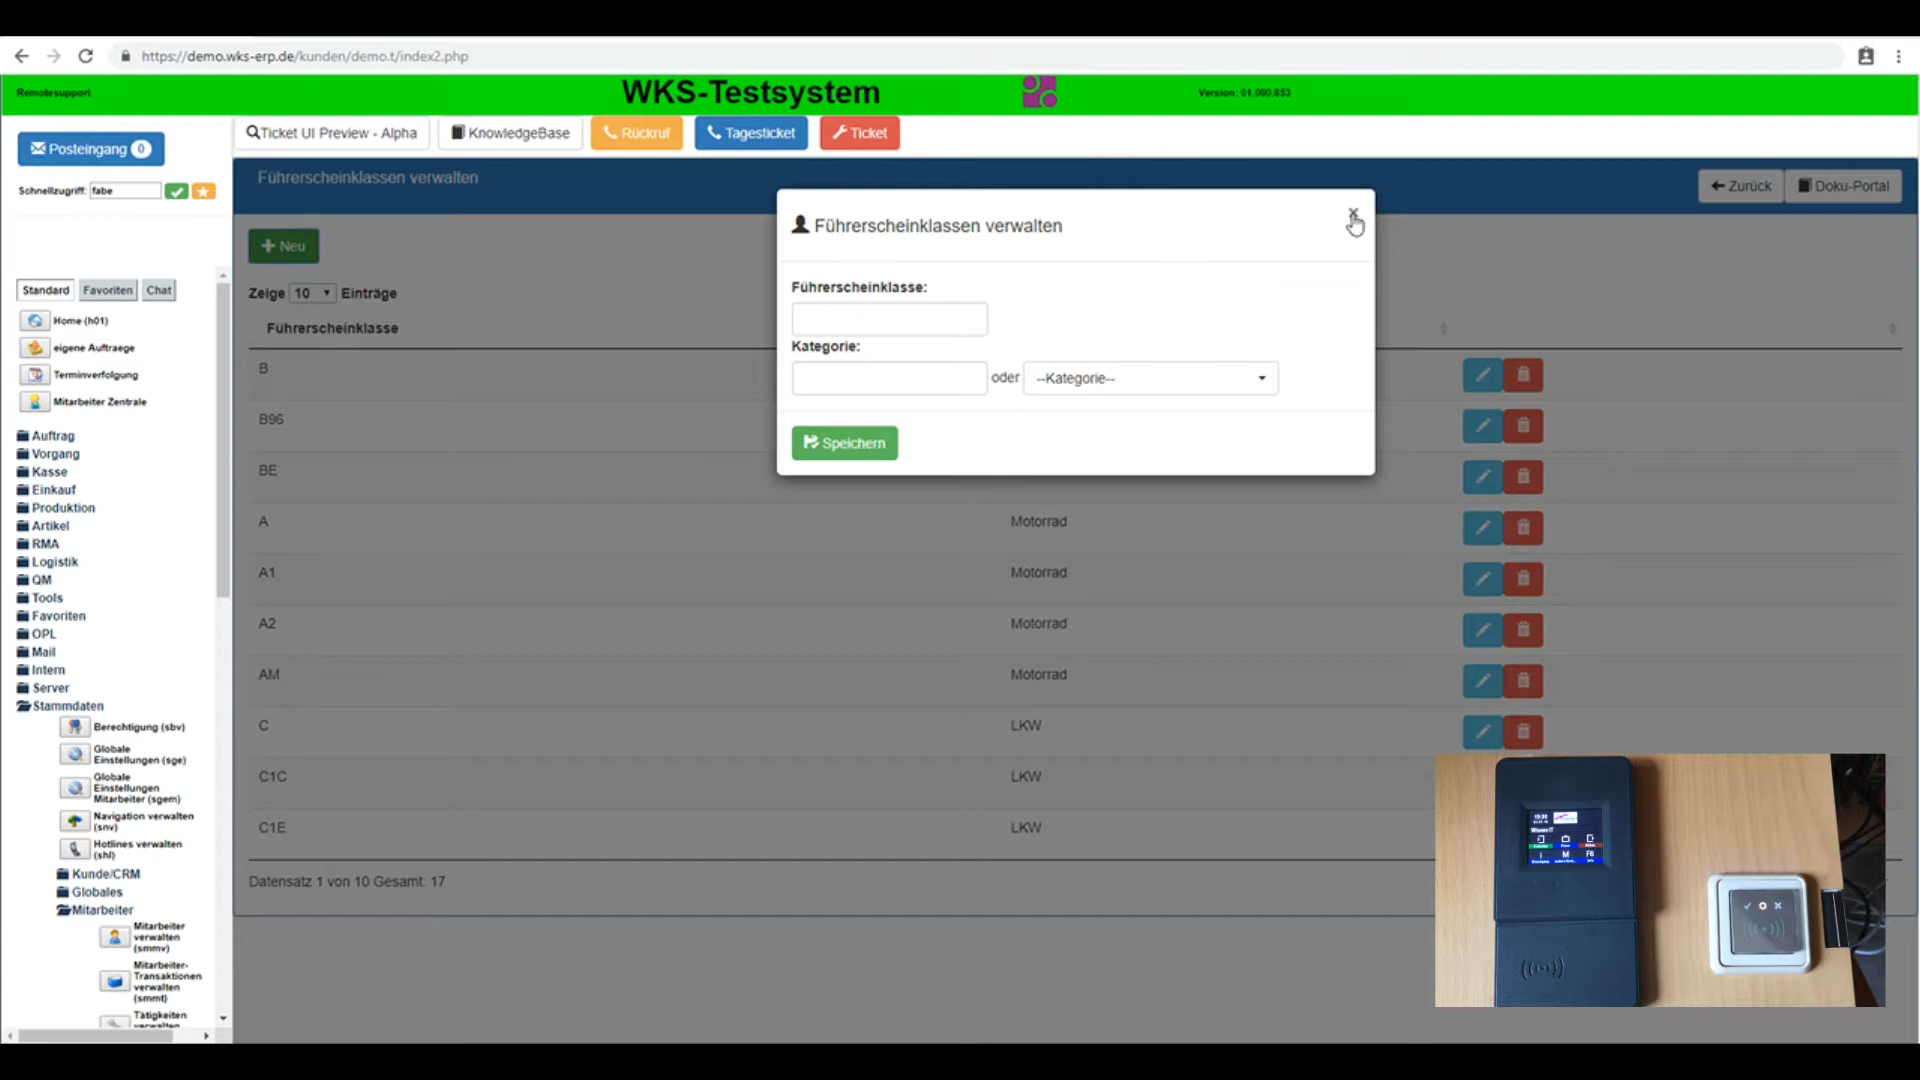 https://demo.wks-erp.de/kunden/demo.t/index2.php
Remotesupport
WKS-Testsystem
Version: 01.000.853
Posteingang 0
Ticket UI Preview - Alpha
KnowledgeBase
Rückruf
Tagesticket
Ticket
Schnellzugriff: fabe
Führerscheinklassen verwalten
Zurück
Doku-Portal
Neu
Zeige 10 Einträge
Führerscheinklasse
B
B96
BE
A Motorrad
A1 Motorrad
A2 Motorrad
AM Motorrad
C LKW
C1C LKW
C1E LKW
Datensatz 1 von 10 Gesamt: 17
Führerscheinklassen verwalten
×
Führerscheinklasse:
Kategorie:
oder
--Kategorie--
Speichern
Standard
Favoriten
Chat
Home (h01)
eigene Auftraege
Terminverfolgung
Mitarbeiter Zentrale
Auftrag
Vorgang
Kasse
Einkauf
Produktion
Artikel
RMA
Logistik
QM
Tools
Favoriten
OPL
Mail
Intern
Server
Stammdaten
Berechtigung (sbv)
Globale
Einstellungen (sge)
Globale
Einstellungen
Mitarbeiter (sgem)
Navigation verwalten
(snv)
Hotlines verwalten
(shl)
Kunde/CRM
Globales
Mitarbeiter
Mitarbeiter
verwalten
(smmv)
Mitarbeiter-
Transaktionen
verwalten
(smmt)
Tätigkeiten
verwalten
I M F6